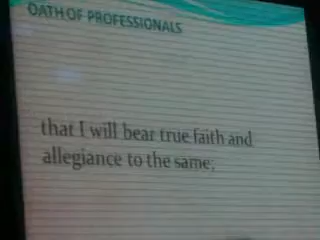 OATH OF PROFESSIONALS
that I will bear true faith and
allegiance to the same;